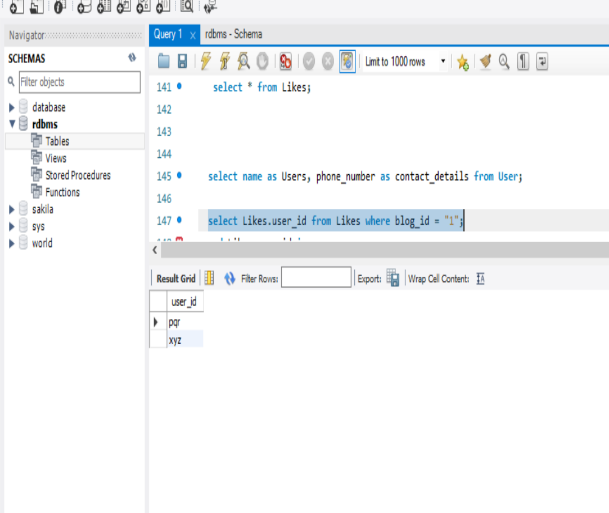 Navigator
Query 1
rdbms - Schema
SCHEMAS
Filter objects
database
rdbms
Tables
Views
Stored Procedures
Functions
sakila
sys
world
Limit to 1000 rows
141 select * from Likes;
142
143
144
145 select name as Users, phone_number as contact_details from User;
146
147 select Likes.user_id from Likes where blog_id = "1";
Result Grid
Filter Rows:
Export:
Wrap Cell Content:
user_id
pqr
xyz